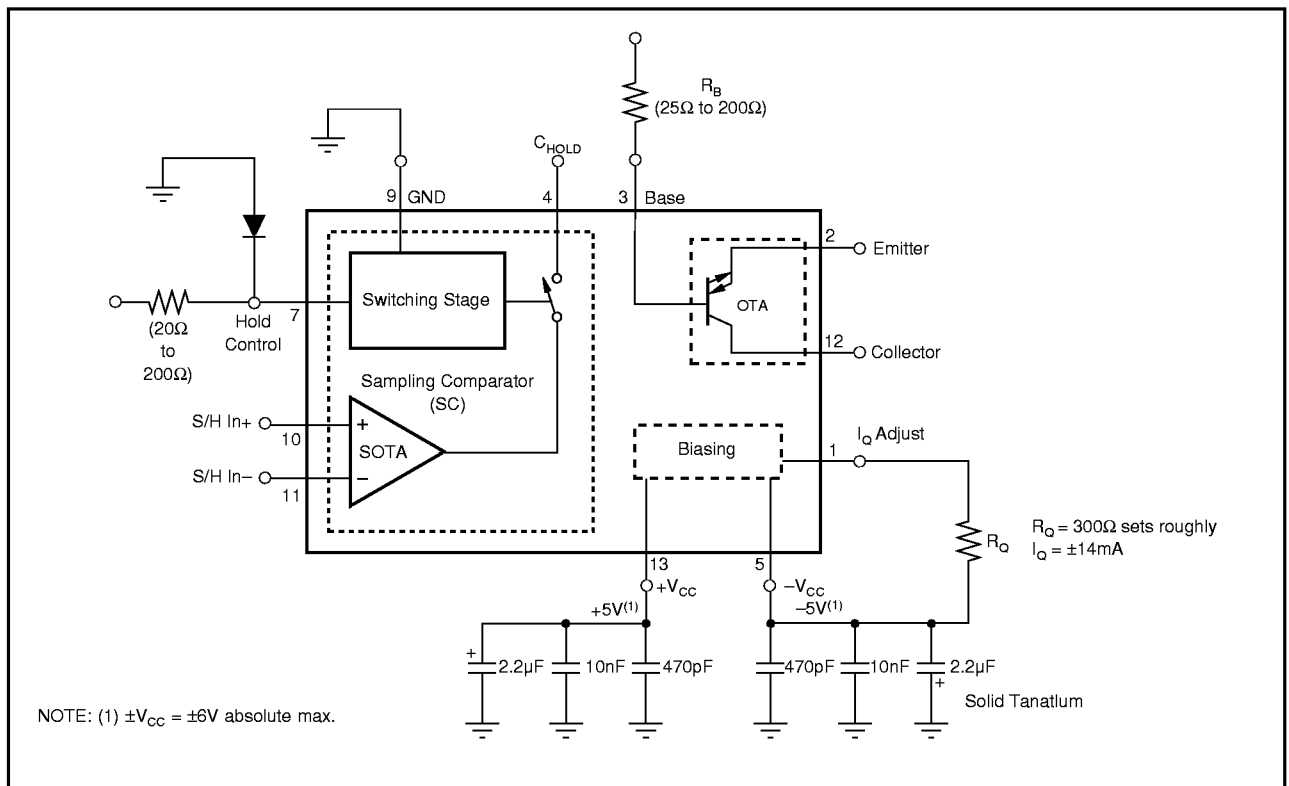 R_B
(25Ω to 200Ω)
C_HOLD
9 GND
4
3 Base
2
Emitter
Switching Stage
OTA
7
Hold
Control
(20Ω
to
200Ω)
12
Collector
Sampling Comparator
(SC)
S/H In+
10
+
SOTA
S/H In–
11
–
Biasing
1
I_Q Adjust
R_Q
R_Q = 300Ω sets roughly
I_Q = ±14mA
13
5
+V_CC
–V_CC
+5V(1)
–5V(1)
+
2.2µF
10nF
470pF
470pF
10nF
2.2µF
+
Solid Tanatlum
NOTE: (1) ±V_CC = ±6V absolute max.